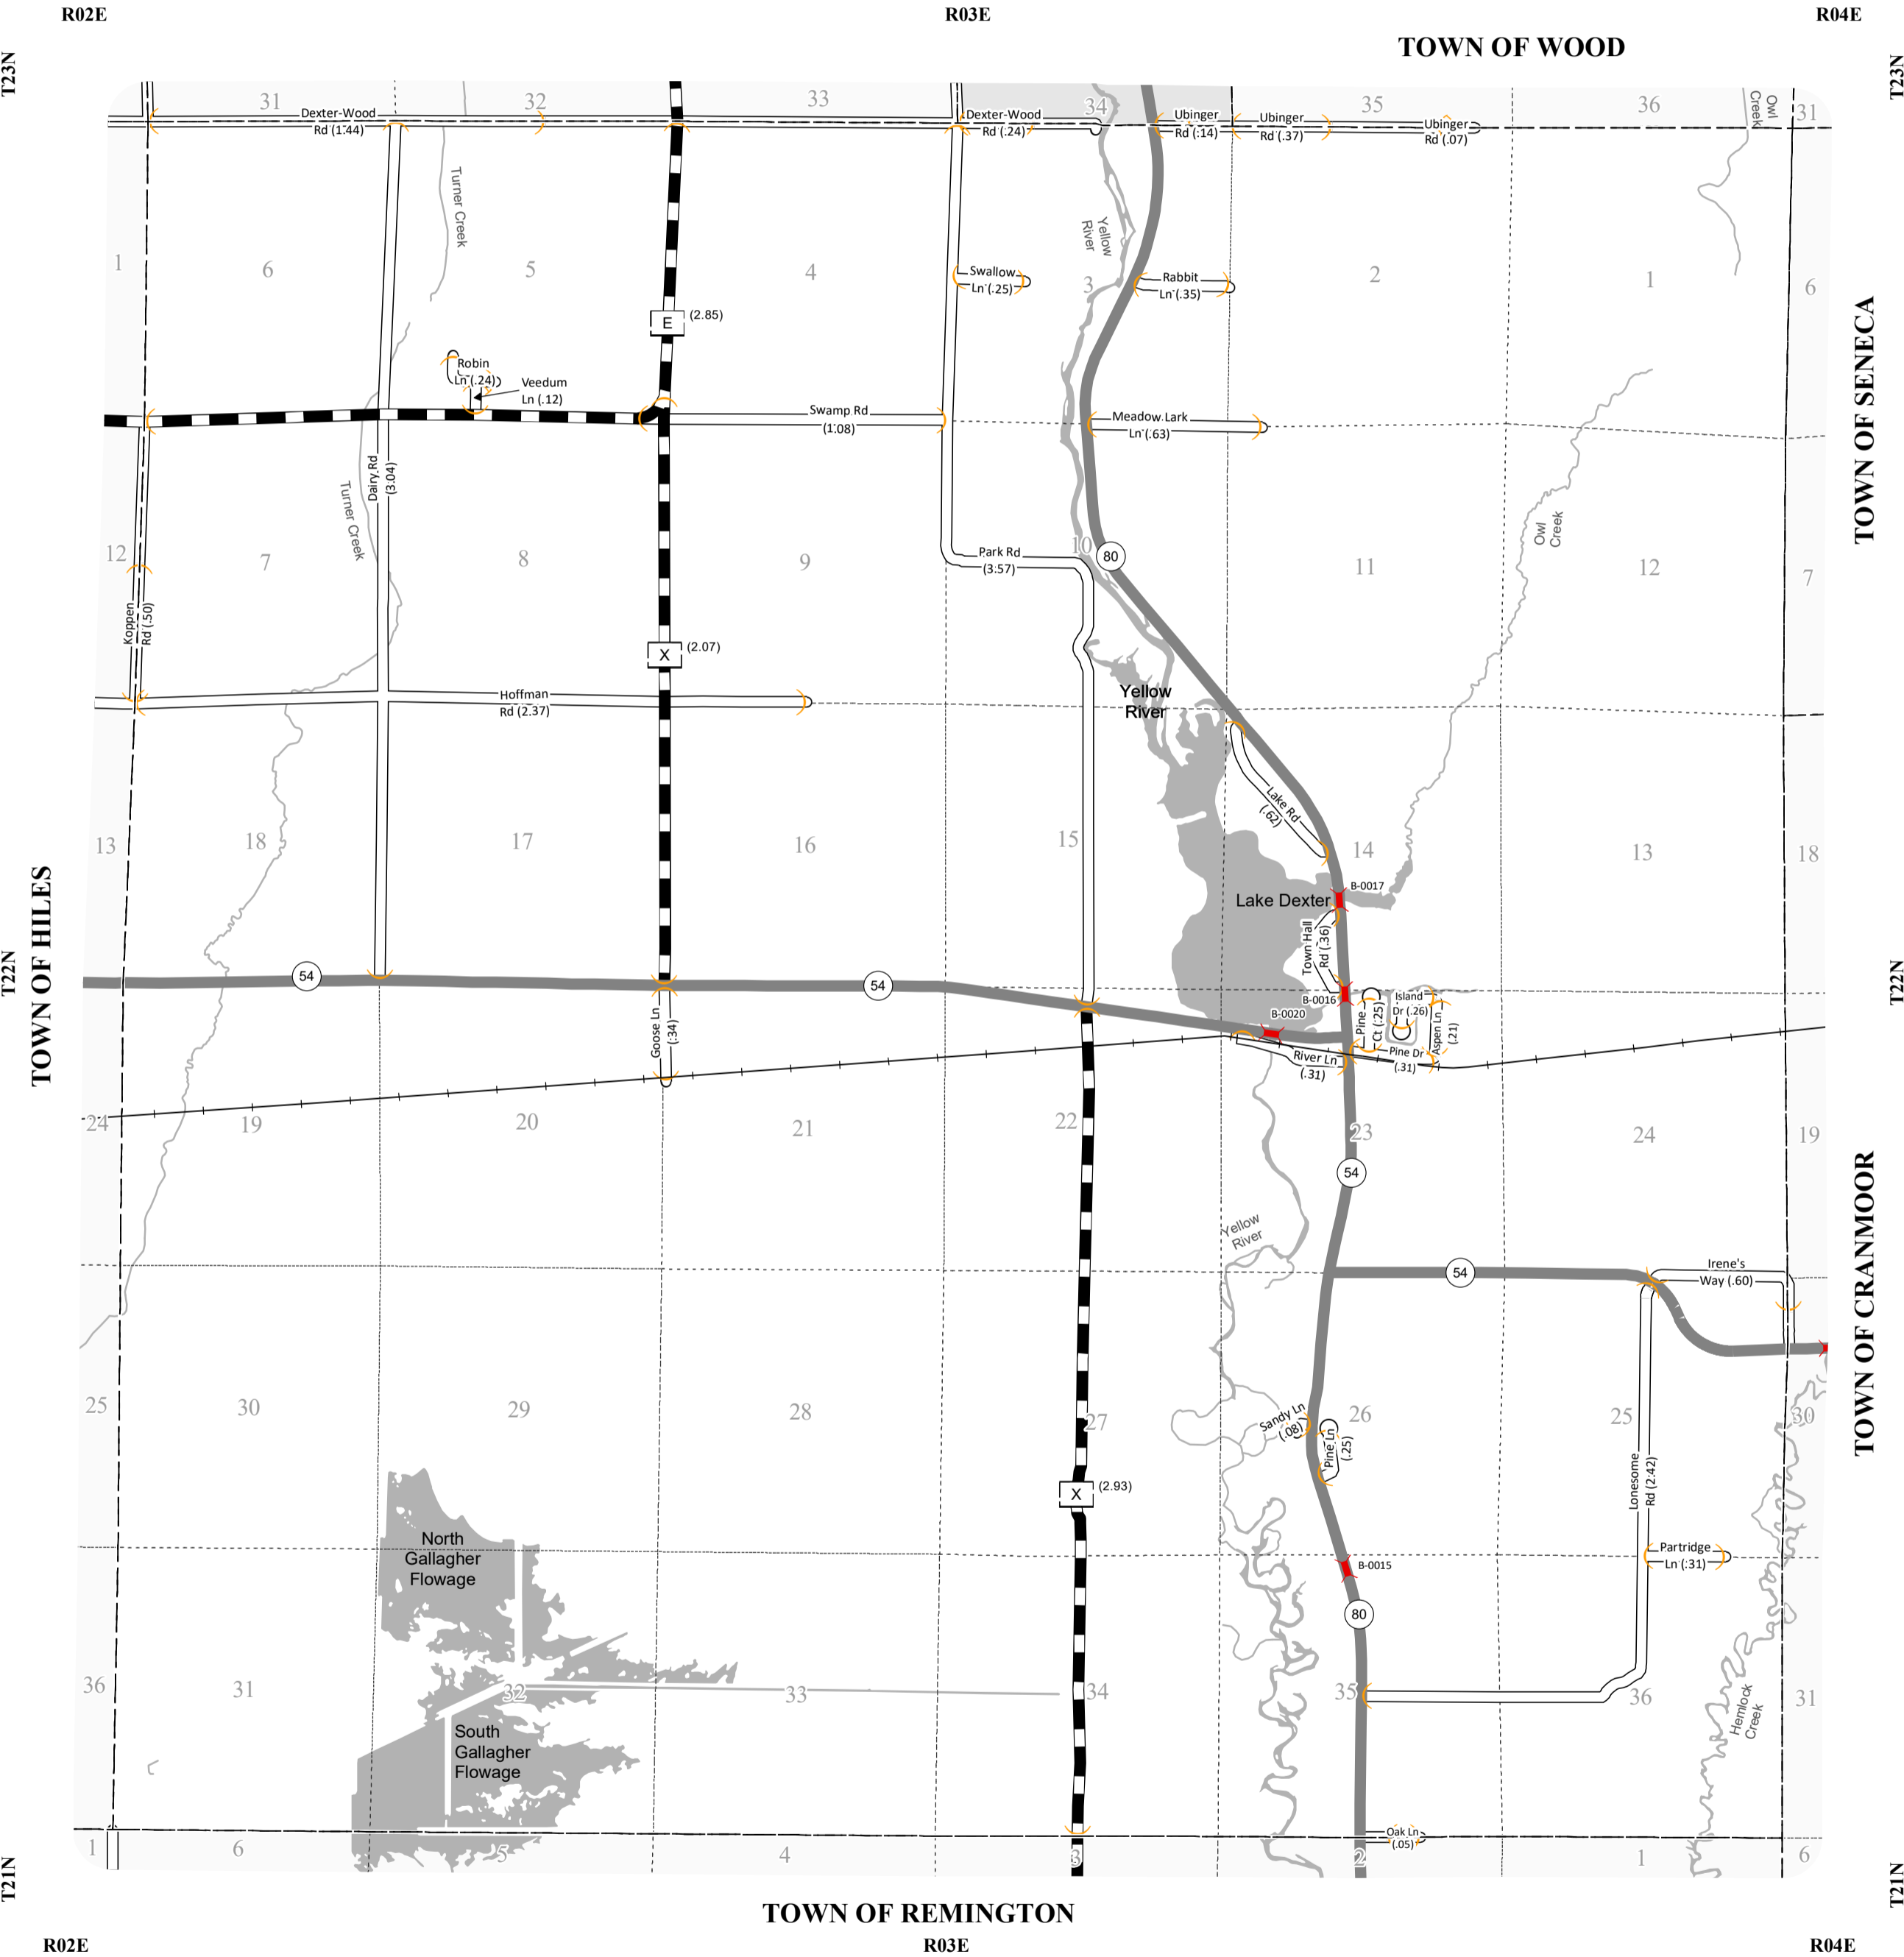 R02E
R03E
R04E
TOWN OF WOOD
T23N
T23N
31
32
33
34
35
36
31
Owl
Creek
Dexter-Wood
Rd (1.44)
Dexter-Wood
Rd (.24)
Ubinger
Rd (.14)
Ubinger
Rd (.37)
Ubinger
Rd (.07)
Turner Creek
Yellow
River
1
6
5
4
3
2
1
6
Swallow
Ln (.25)
Rabbit
Ln (.35)
E
(2.85)
TOWN OF SENECA
Robin
Ln (.24)
Veedum
Ln (.12)
Swamp Rd
(1.08)
Meadow Lark
Ln (.63)
Dairy Rd
(3.04)
Turner Creek
Owl
Creek
12
7
8
9
10
11
12
7
Park Rd
(3.57)
80
Koppen
Rd (.50)
X
(2.07)
Hoffman
Rd (2.37)
Yellow
River
Lake Rd
(.62)
13
18
17
16
15
14
13
18
B-0017
Lake Dexter
Town Hall
Rd (.36)
TOWN OF HILES
T22N
T22N
54
54
B-0016
B-0020
Pine
Ct (.25)
Island
Dr (.26)
Aspen Ln
(.21)
Goose Ln
(.34)
River Ln
(.31)
Pine Dr
(.31)
24
19
20
21
22
23
24
19
54
Yellow
River
54
Irene's
Way (.60)
TOWN OF CRANMOOR
25
30
29
28
27
26
25
30
Sandy Ln
(.08)
Pine Ln
(.25)
X
(2.93)
Lonesome
Rd (2.42)
North
Gallagher
Flowage
B-0015
Partridge
Ln (.31)
80
36
31
32
33
34
35
36
31
Hemlock
Creek
South
Gallagher
Flowage
Oak Ln
(.05)
1
6
5
4
3
2
1
6
T21N
T21N
TOWN OF REMINGTON
R02E
R03E
R04E